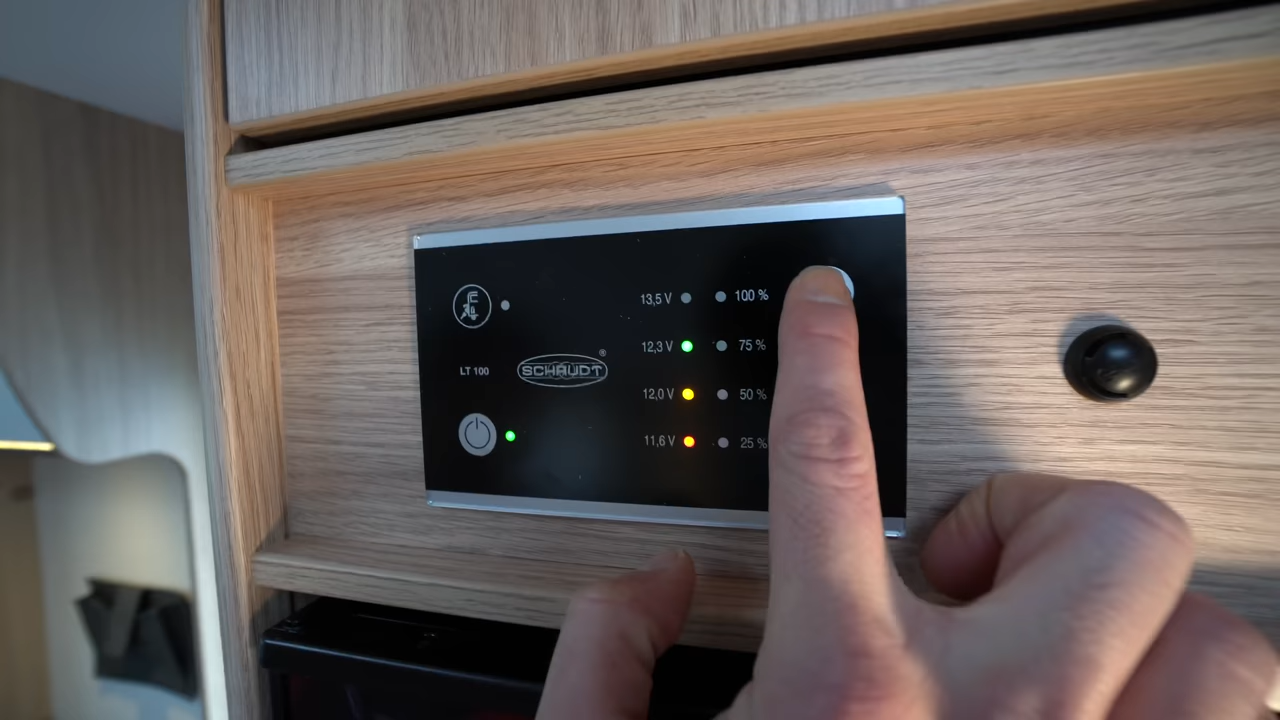 13,5 V 100 %
12,3 V 75 %
LT 100
SCHAUDT®
12,0 V 50 %
11,6 V 25 %